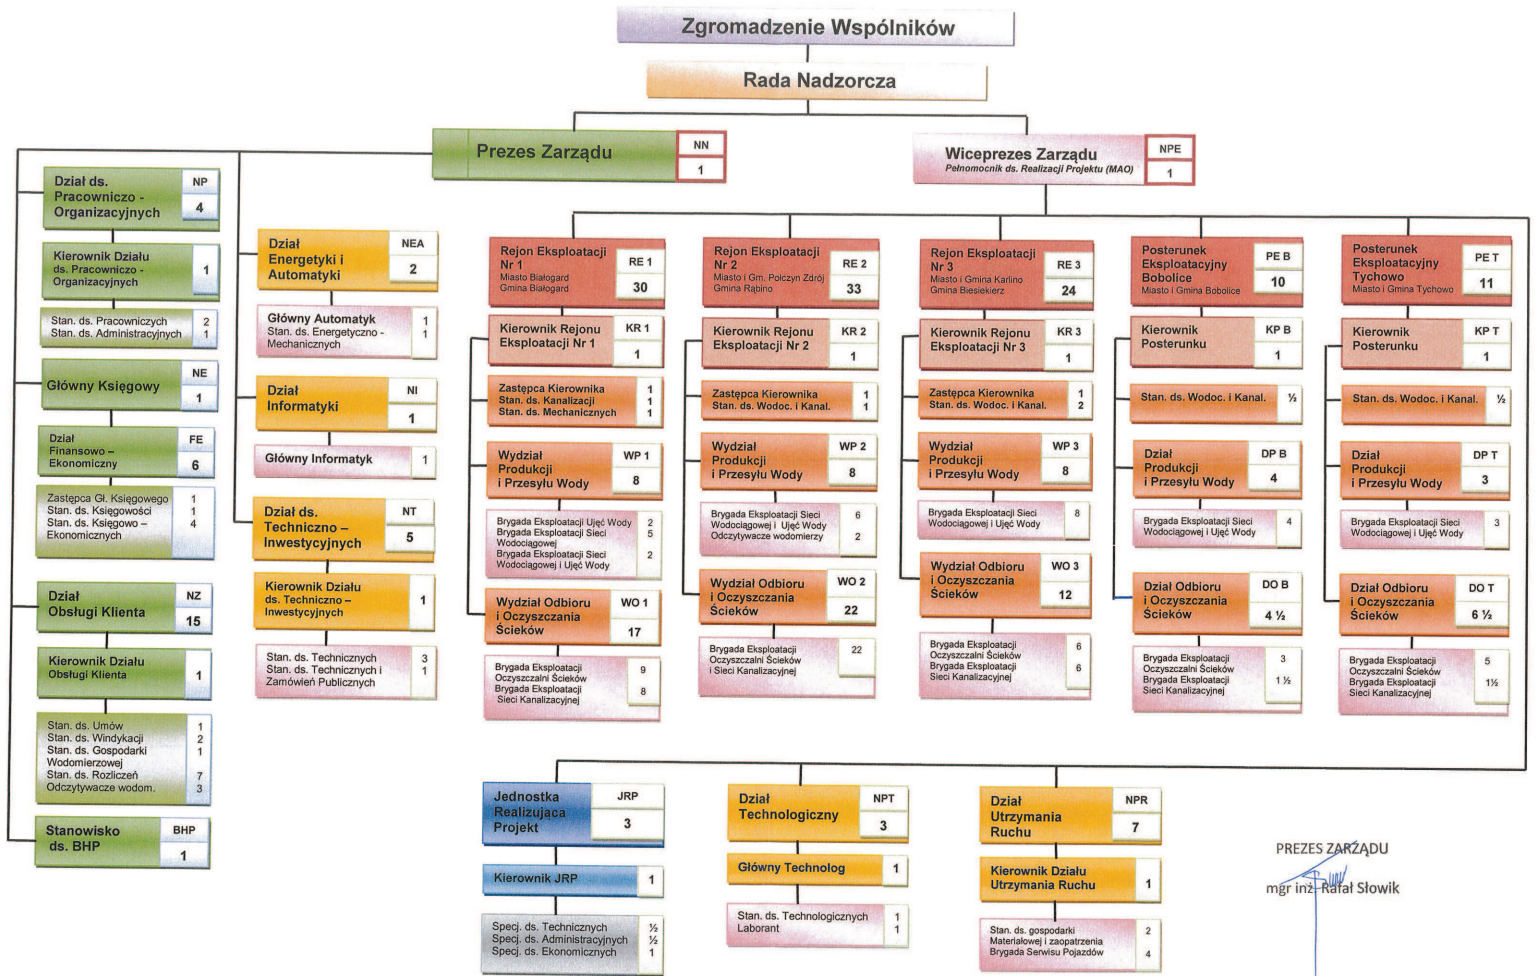 Zgromadzenie Wspólników
Rada Nadzorcza
Prezes Zarządu
NN
1
Wiceprezes Zarządu
Pełnomocnik ds. Realizacji Projektu (MAO)
NPE
1
Dział ds.
Pracowniczo -
Organizacyjnych
NP
4
Kierownik Działu
ds. Pracowniczo -
Organizacyjnych
1
Stan. ds. Pracowniczych 2
Stan. ds. Administracyjnych 1
Główny Księgowy
NE
1
Dział
Finansowo –
Ekonomiczny
FE
6
Zastępca Gł. Księgowego 1
Stan. ds. Księgowości 1
Stan. ds. Księgowo – 4
Ekonomicznych
Dział
Obsługi Klienta
NZ
15
Kierownik Działu
Obsługi Klienta
1
Stan. ds. Umów 1
Stan. ds. Windykacji 2
Stan. ds. Gospodarki 1
Wodomierzowej
Stan. ds. Rozliczeń 7
Odczytywacze wodom. 3
Stanowisko
ds. BHP
BHP
1
Dział
Energetyki i
Automatyki
NEA
2
Główny Automatyk 1
Stan. ds. Energetyczno - 1
Mechanicznych
Dział
Informatyki
NI
1
Główny Informatyk 1
Dział ds.
Techniczno –
Inwestycyjnych
NT
5
Kierownik Działu
ds. Techniczno –
Inwestycyjnych
1
Stan. ds. Technicznych 3
Stan. ds. Technicznych i 1
Zamówień Publicznych
Rejon Eksploatacji
Nr 1
Miasto Białogard
Gmina Białogard
RE 1
30
Kierownik Rejonu
Eksploatacji Nr 1
KR 1
1
Zastępca Kierownika 1
Stan. ds. Kanalizacji 1
Stan. ds. Mechanicznych 1
Wydział
Produkcji
i Przesyłu Wody
WP 1
8
Brygada Eksploatacji Ujęć Wody 2
Brygada Eksploatacji Sieci 5
Wodociągowej
Brygada Eksploatacji Sieci 2
Wodociągowej i Ujęć Wody
Wydział Odbioru
i Oczyszczania
Ścieków
WO 1
17
Brygada Eksploatacji 9
Oczyszczalni Ścieków
Brygada Eksploatacji 8
Sieci Kanalizacyjnej
Rejon Eksploatacji
Nr 2
Miasto i Gm. Połczyn Zdrój
Gmina Rąbino
RE 2
33
Kierownik Rejonu
Eksploatacji Nr 2
KR 2
1
Zastępca Kierownika 1
Stan. ds. Wodoc. i Kanal. 1
Wydział
Produkcji
i Przesyłu Wody
WP 2
8
Brygada Eksploatacji Sieci 6
Wodociągowej i Ujęć Wody
Odczytywacze wodomierzy 2
Wydział Odbioru
i Oczyszczania
Ścieków
WO 2
22
Brygada Eksploatacji 22
Oczyszczalni Ścieków
i Sieci Kanalizacyjnej
Rejon Eksploatacji
Nr 3
Miasto i Gmina Karlino
Gmina Biesiekierz
RE 3
24
Kierownik Rejonu
Eksploatacji Nr 3
KR 3
1
Zastępca Kierownika 1
Stan. ds. Wodoc. i Kanal. 2
Wydział
Produkcji
i Przesyłu Wody
WP 3
8
Brygada Eksploatacji Sieci 8
Wodociągowej i Ujęć Wody
Wydział Odbioru
i Oczyszczania
Ścieków
WO 3
12
Brygada Eksploatacji 6
Oczyszczalni Ścieków
Brygada Eksploatacji 6
Sieci Kanalizacyjnej
Posterunek
Eksploatacyjny
Bobolice
Miasto i Gmina Bobolice
PE B
10
Kierownik
Posterunku
KP B
1
Stan. ds. Wodoc. i Kanal. ½
Dział
Produkcji
i Przesyłu Wody
DP B
4
Brygada Eksploatacji Sieci 4
Wodociągowej i Ujęć Wody
Dział Odbioru
i Oczyszczania
Ścieków
DO B
4 ½
Brygada Eksploatacji 3
Oczyszczalni Ścieków
Brygada Eksploatacji 1 ½
Sieci Kanalizacyjnej
Posterunek
Eksploatacyjny
Tychowo
Miasto i Gmina Tychowo
PE T
11
Kierownik
Posterunku
KP T
1
Stan. ds. Wodoc. i Kanal. ½
Dział
Produkcji
i Przesyłu Wody
DP T
3
Brygada Eksploatacji Sieci 3
Wodociągowej i Ujęć Wody
Dział Odbioru
i Oczyszczania
Ścieków
DO T
6 ½
Brygada Eksploatacji 5
Oczyszczalni Ścieków
Brygada Eksploatacji 1½
Sieci Kanalizacyjnej
Jednostka
Realizująca
Projekt
JRP
3
Kierownik JRP 1
Specj. ds. Technicznych ½
Specj. ds. Administracyjnych ½
Specj. ds. Ekonomicznych 1
Dział
Technologiczny
NPT
3
Główny Technolog 1
Stan. ds. Technologicznych 1
Laborant 1
Dział
Utrzymania
Ruchu
NPR
7
Kierownik Działu
Utrzymania Ruchu
1
Stan. ds. gospodarki 2
Materiałowej i zaopatrzenia
Brygada Serwisu Pojazdów 4
PREZES ZARZĄDU
mgr inż. Rafał Słowik